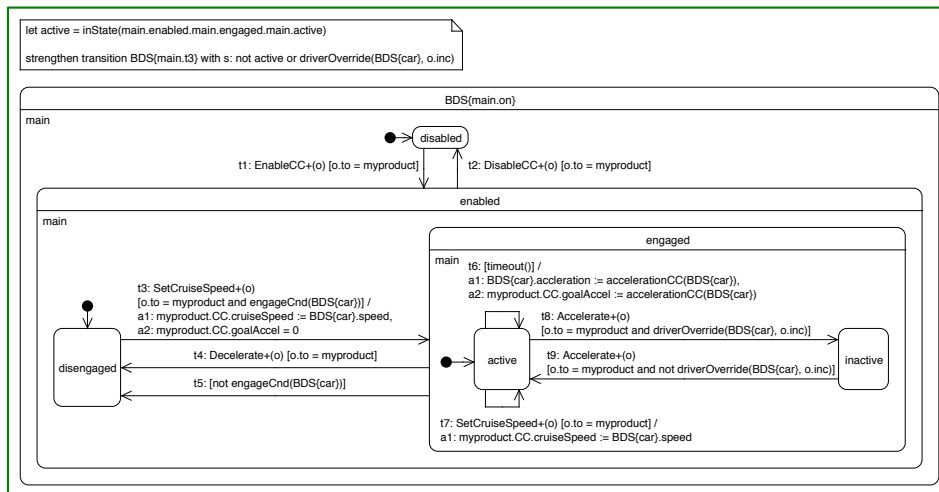 let active = inState(main.enabled.main.engaged.main.active)
strengthen transition BDS{main.t3} with s: not active or driverOverride(BDS{car}, o.inc)
BDS{main.on}
main
disabled
t1: EnableCC+(o) [o.to = myproduct]
t2: DisableCC+(o) [o.to = myproduct]
enabled
main
engaged
main
t6: [timeout()] /
a1: BDS{car}.accleration := accelerationCC(BDS{car}),
a2: myproduct.CC.goalAccel := accelerationCC(BDS{car})
t3: SetCruiseSpeed+(o)
[o.to = myproduct and engageCnd(BDS{car})] /
a1: myproduct.CC.cruiseSpeed := BDS{car}.speed,
a2: myproduct.CC.goalAccel = 0
t8: Accelerate+(o)
[o.to = myproduct and driverOverride(BDS{car}, o.inc)]
t4: Decelerate+(o) [o.to = myproduct]
disengaged
active
t9: Accelerate+(o)
[o.to = myproduct and not driverOverride(BDS{car}, o.inc)]
inactive
t5: [not engageCnd(BDS{car})]
t7: SetCruiseSpeed+(o) [o.to = myproduct] /
a1: myproduct.CC.cruiseSpeed := BDS{car}.speed